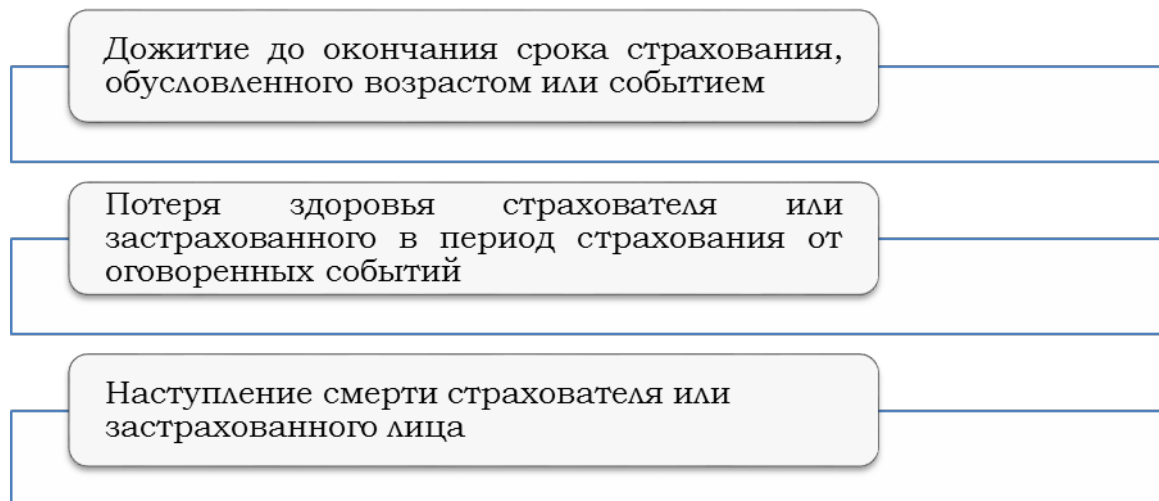 Дожитие до окончания срока страхования,
обусловленного возрастом или событием
Потеря здоровья страхователя или
застрахованного в период страхования от
оговоренных событий
Наступление смерти страхователя или
застрахованного лица